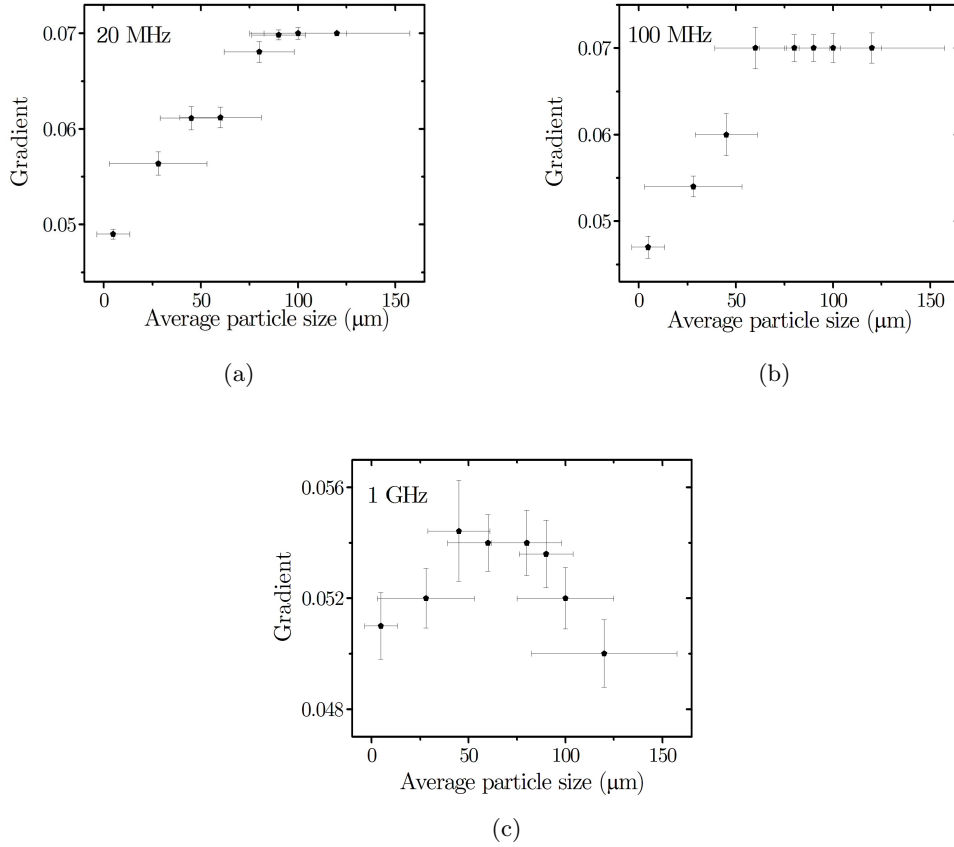 20 MHz
0.07
0.06
0.05
Gradient
0 50 100 150
Average particle size (μm)
(a)
100 MHz
0.07
0.06
0.05
Gradient
0 50 100 150
Average particle size (μm)
(b)
1 GHz
0.056
0.052
0.048
Gradient
0 50 100 150
Average particle size (μm)
(c)